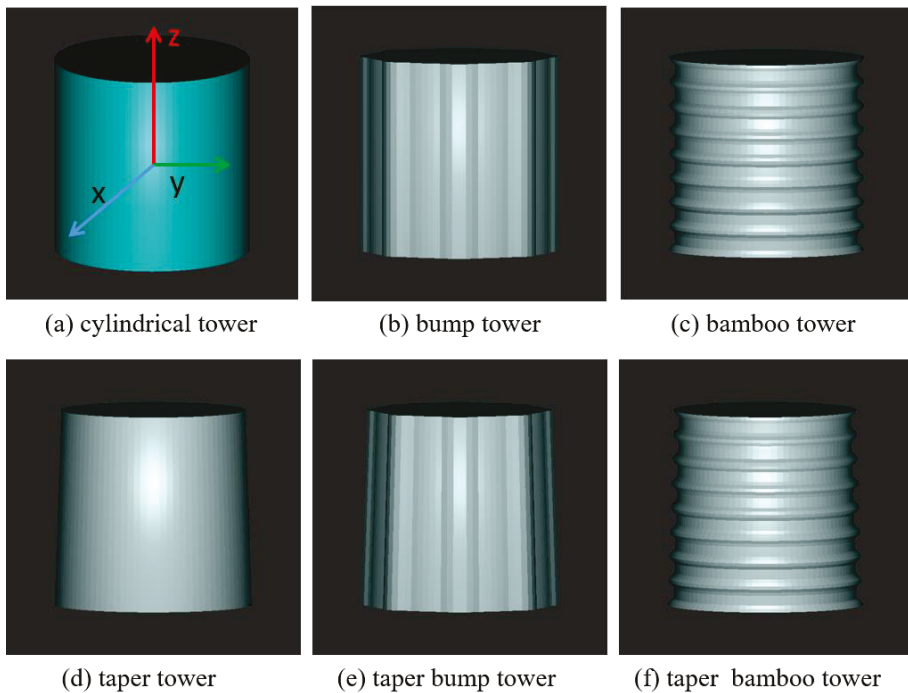 z
x
y
(a) cylindrical tower
(b) bump tower
(c) bamboo tower
(d) taper tower
(e) taper bump tower
(f) taper bamboo tower